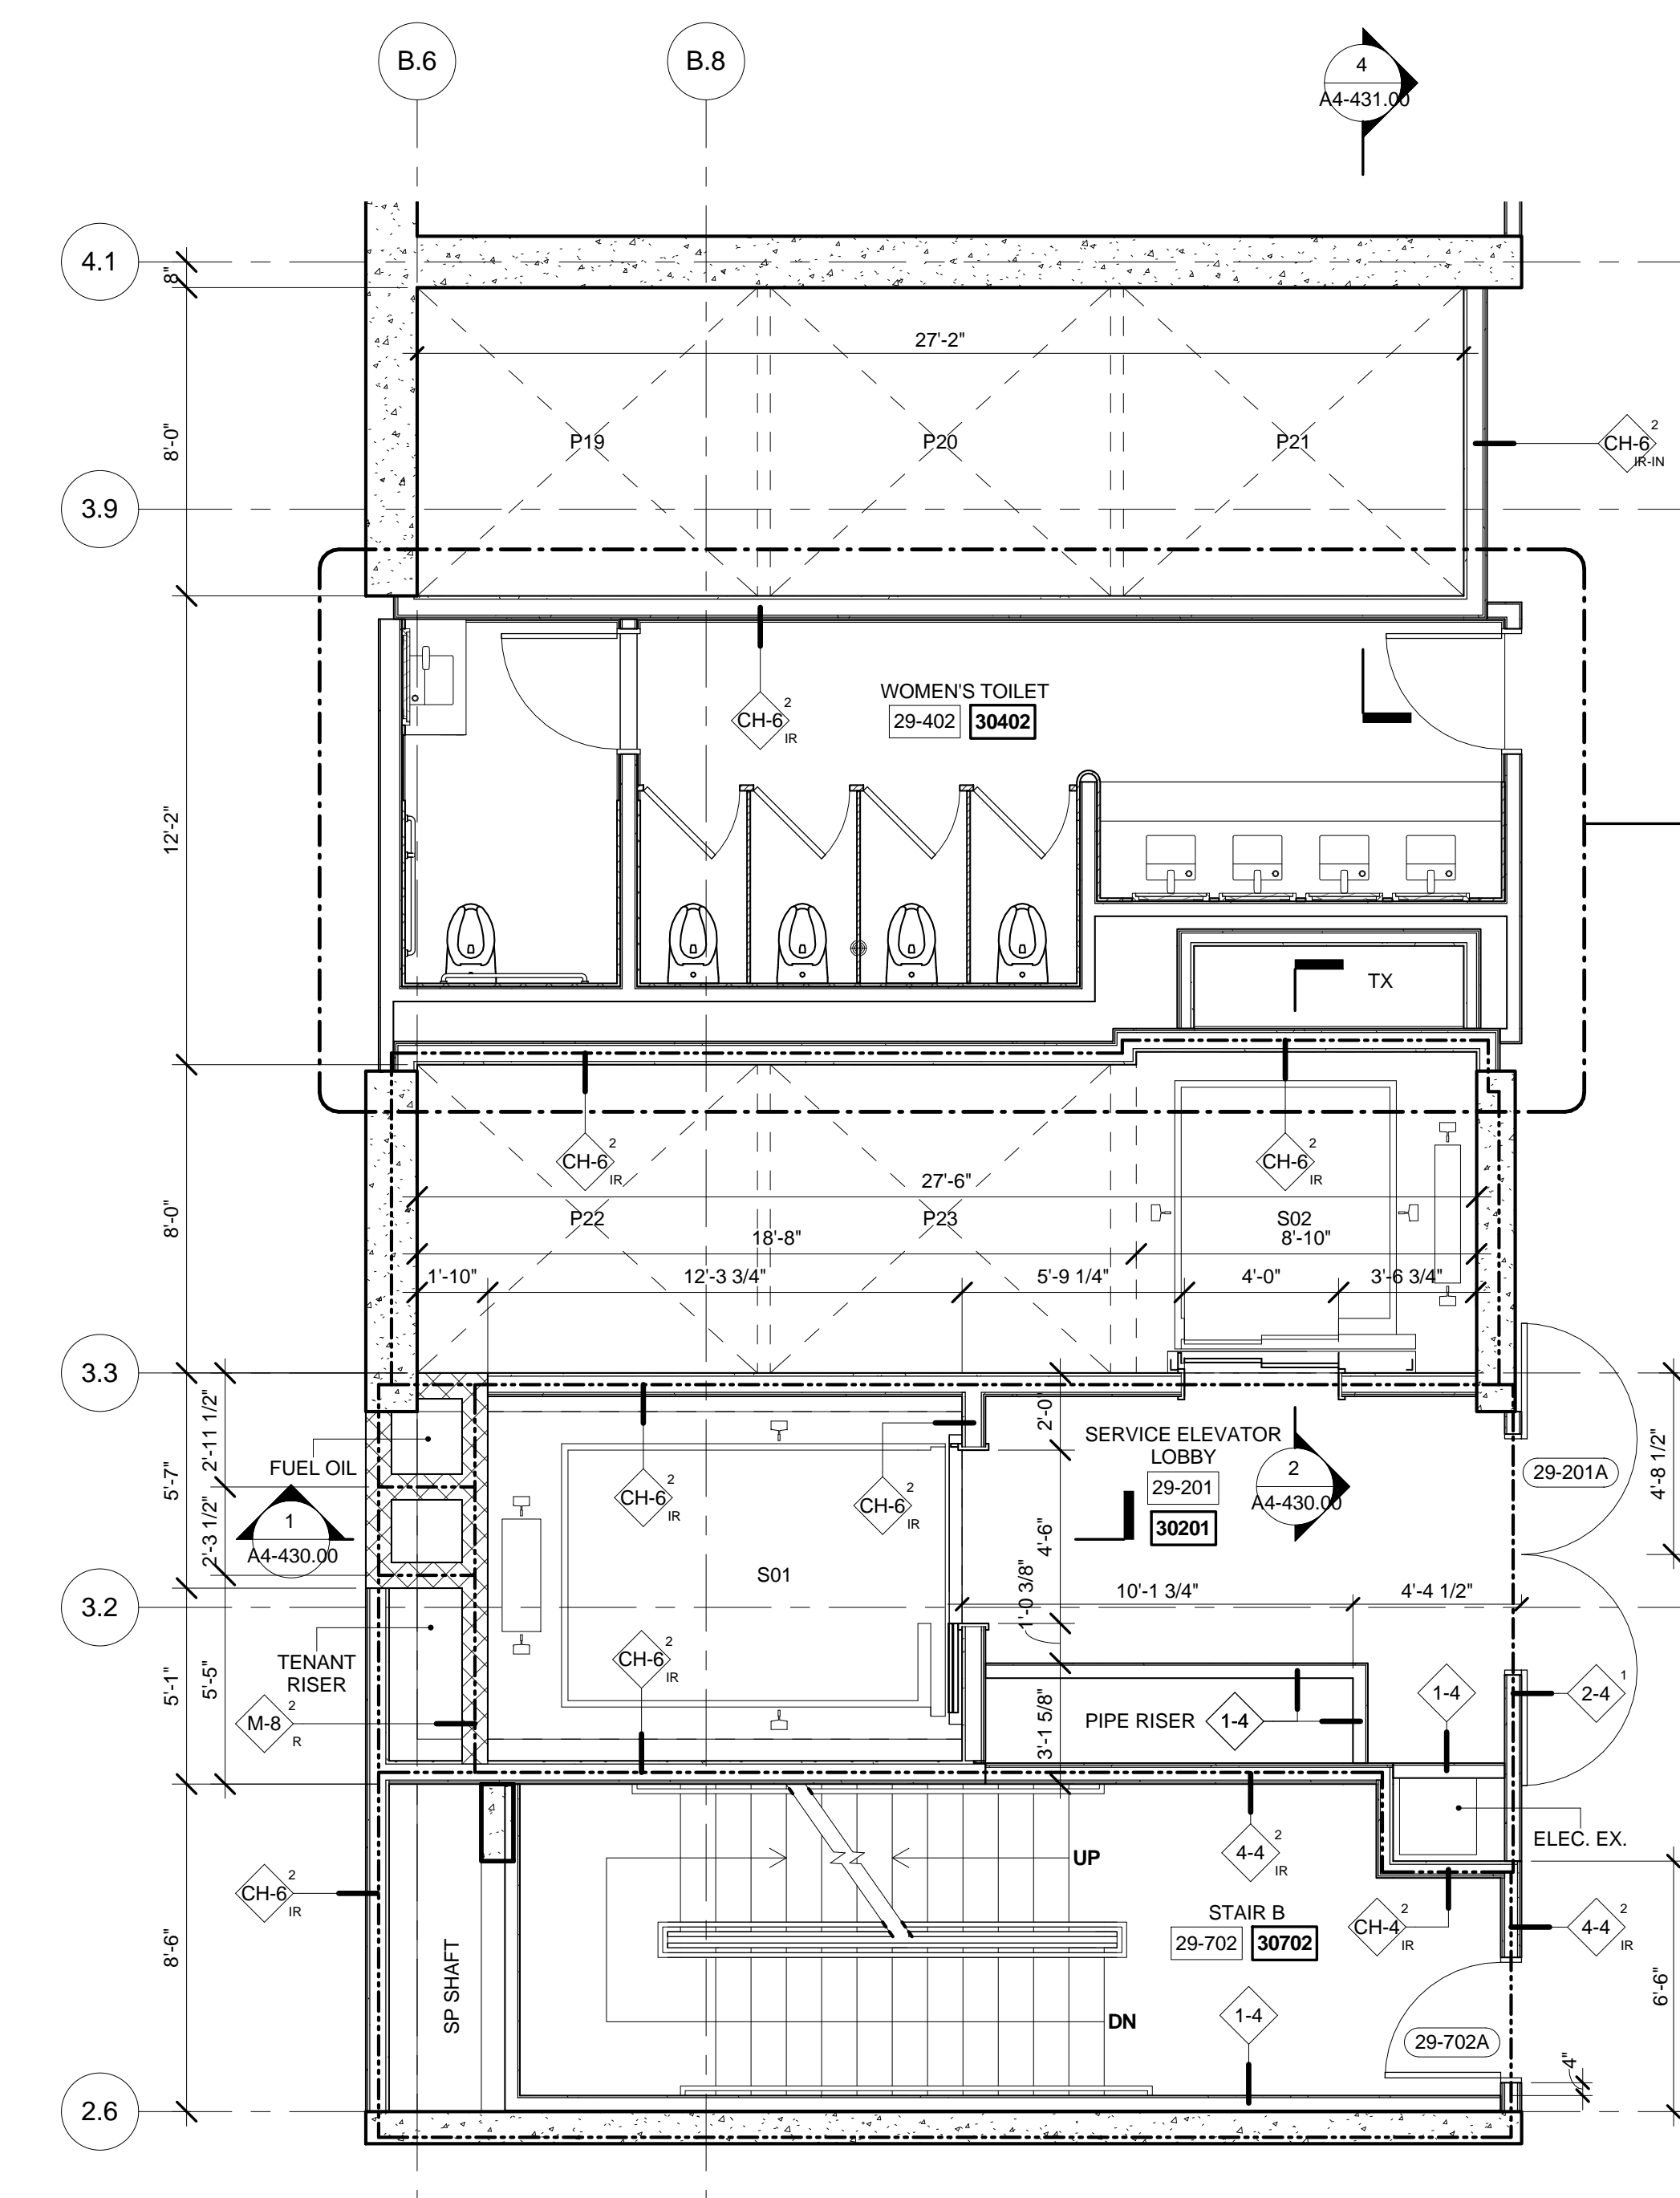 B.6
B.8
4
A4-431.00
4.1
8"
27'-2"
8'-0"
P19
P20
P21
CH-6
2
IR-IN
3.9
WOMEN'S TOILET
29-402
30402
CH-6
2
IR
12'-2"
TX
CH-6
2
IR
CH-6
2
IR
8'-0"
27'-6"
P22
P23
S02
18'-8"
8'-10"
1'-10"
12'-3 3/4"
5'-9 1/4"
4'-0"
3'-6 3/4"
3.3
2'-11 1/2"
2'-0"
SERVICE ELEVATOR
LOBBY
29-201
30201
2
A4-430.00
29-201A
4'-8 1/2"
FUEL OIL
5'-7"
CH-6
2
IR
CH-6
2
IR
1
A4-430.00
2'-3 1/2"
4'-6"
S01
1'-0 3/8"
10'-1 3/4"
4'-4 1/2"
3.2
TENANT
RISER
5'-1"
5'-5"
CH-6
2
IR
M-8
2
R
PIPE RISER
1-4
1-4
2-4
1
3'-1 5/8"
ELEC. EX.
UP
4-4
2
IR
CH-6
2
IR
STAIR B
29-702
30702
CH-4
2
IR
4-4
2
IR
8'-6"
SP SHAFT
6'-6"
DN
1-4
29-702A
4"
2.6